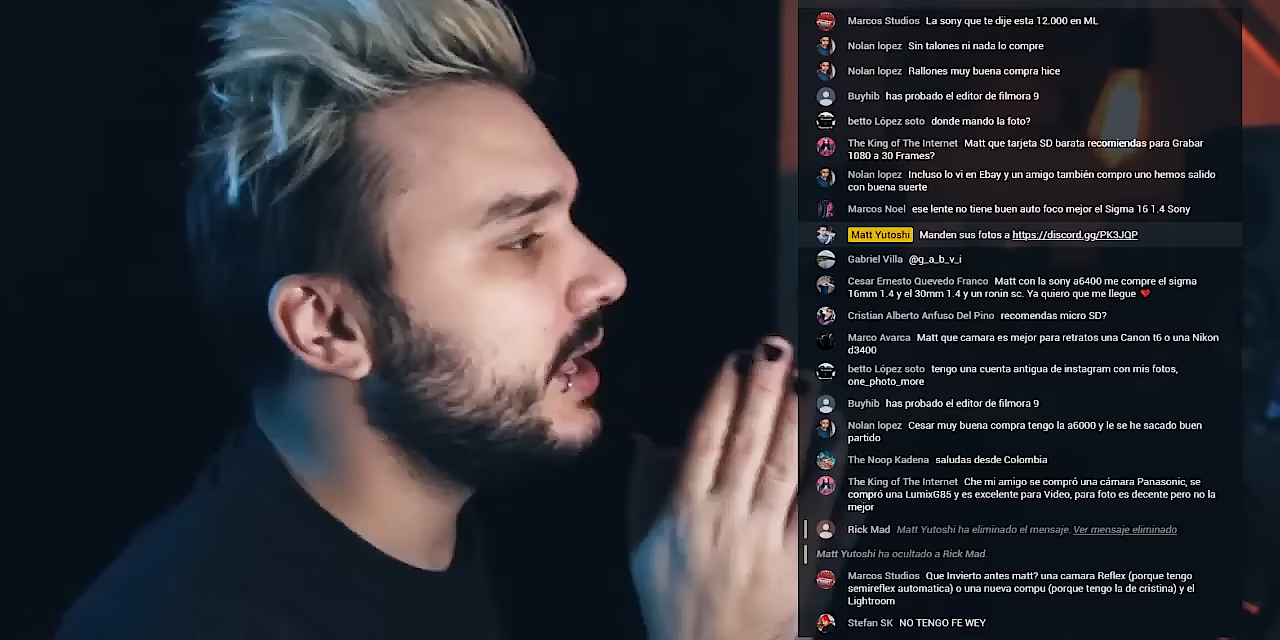 Marcos Studios La sony que te dije esta 12.000 en ML
Nolan lopez Sin talones ni nada lo compre
Nolan lopez Rallones muy buena compra hice
Buyhib has probado el editor de filmora 9
betto López soto donde mando la foto?
The King of The Internet Matt que tarjeta SD barata recomiendas para Grabar
1080 a 30 Frames?
Nolan lopez Incluso lo vi en Ebay y un amigo también compro uno hemos salido
con buena suerte
Marcos Noel ese lente no tiene buen auto foco mejor el Sigma 16 1.4 Sony
Matt Yutoshi Manden sus fotos a https://discord.gg/PK3JQP
Gabriel Villa @g_a_b_v_i
Cesar Ernesto Quevedo Franco Matt con la sony a6400 me compre el sigma
16mm 1.4 y el 30mm 1.4 y un ronin sc. Ya quiero que me llegue ❤️
Cristian Alberto Anfuso Del Pino recomendas micro SD?
Marco Avarca Matt que camara es mejor para retratos una Canon t6 o una Nikon
d3400
betto López soto tengo una cuenta antigua de instagram con mis fotos,
one_photo_more
Buyhib has probado el editor de filmora 9
Nolan lopez Cesar muy buena compra tengo la a6000 y le se he sacado buen
partido
The Noop Kadena saludas desde Colombia
The King of The Internet Che mi amigo se compró una cámara Panasonic, se
compró una LumixG85 y es excelente para Video, para foto es decente pero no la
mejor
Rick Mad Matt Yutoshi ha eliminado el mensaje. Ver mensaje eliminado
Matt Yutoshi ha ocultado a Rick Mad.
Marcos Studios Que Invierto antes matt? una camara Reflex (porque tengo
semireflex automatica) o una nueva compu (porque tengo la de cristina) y el
Lightroom
Stefan SK NO TENGO FE WEY